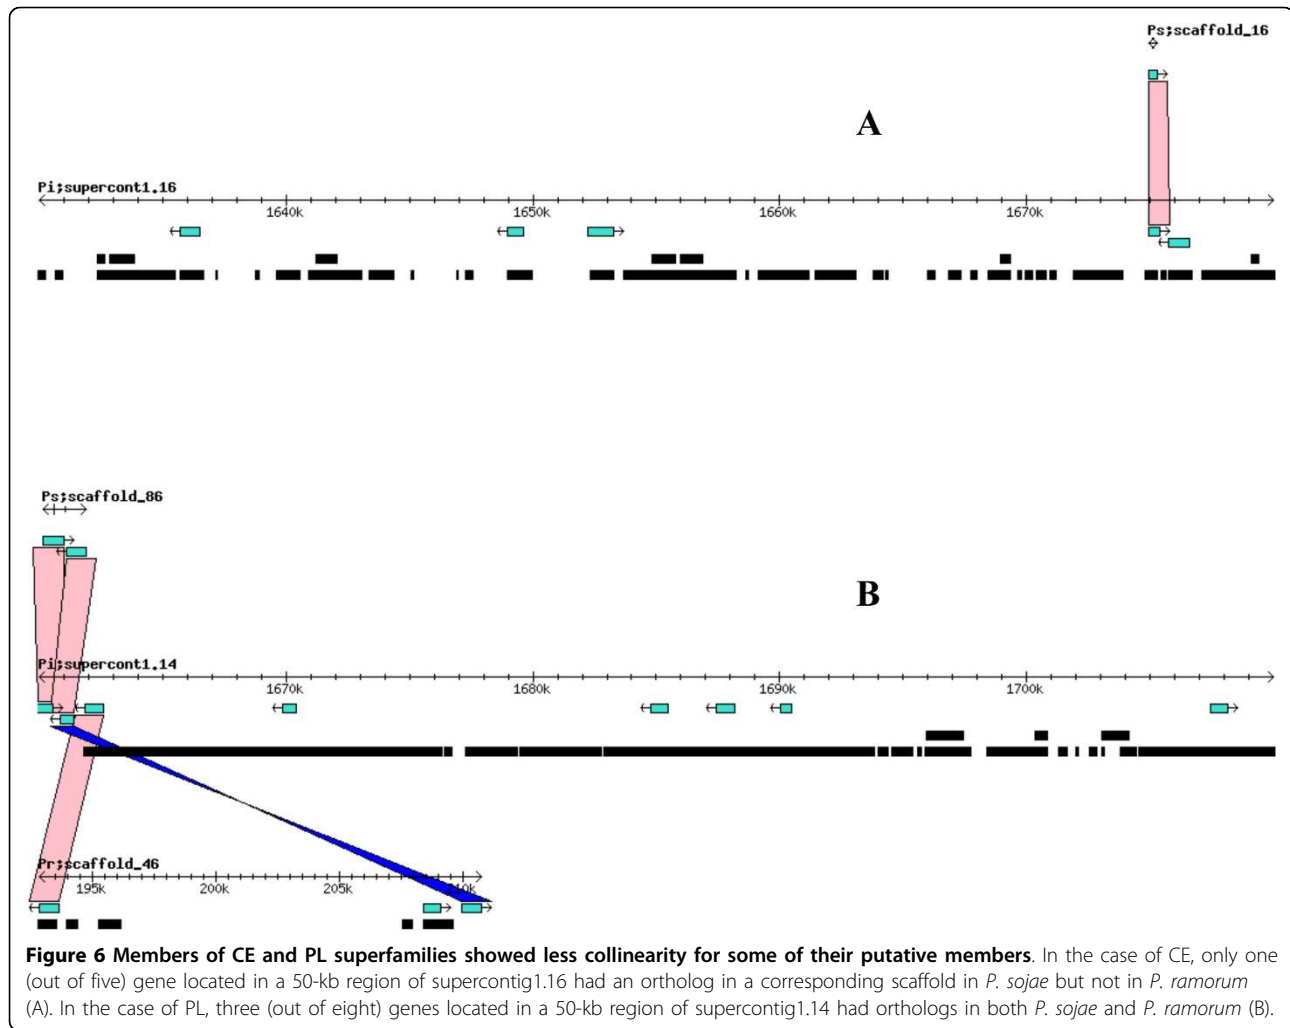 Ps;scaffold_16
A
Pi;supercont1.16
1640k 1650k 1660k 1670k
Ps;scaffold_86
B
Pi;supercont1.14
1670k 1680k 1690k 1700k
Pr;scaffold_46
195k 200k 205k 210k
Figure 6 Members of CE and PL superfamilies showed less collinearity for some of their putative members. In the case of CE, only one
(out of five) gene located in a 50-kb region of supercontig1.16 had an ortholog in a corresponding scaffold in P. sojae but not in P. ramorum
(A). In the case of PL, three (out of eight) genes located in a 50-kb region of supercontig1.14 had orthologs in both P. sojae and P. ramorum (B).